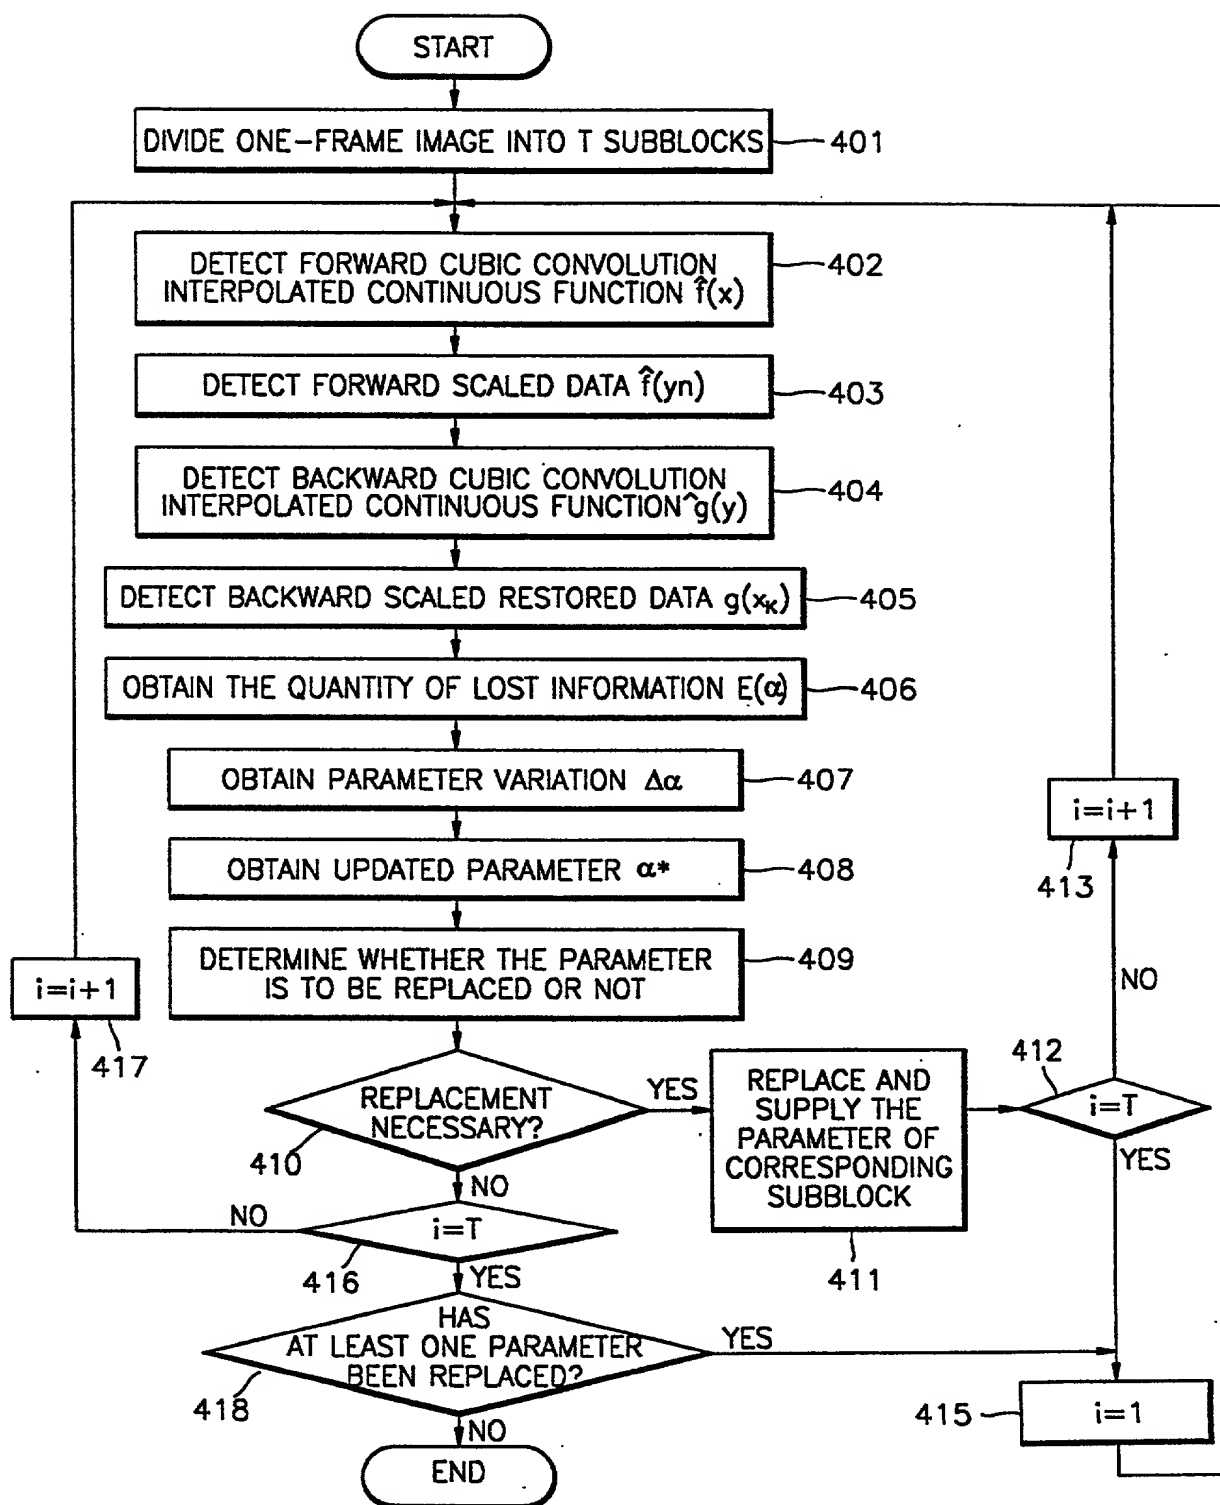 START
DIVIDE ONE-FRAME IMAGE INTO T SUBBLOCKS
401
DETECT FORWARD CUBIC CONVOLUTION
INTERPOLATED CONTINUOUS FUNCTION f̂(x)
402
DETECT FORWARD SCALED DATA f̂(yn)
403
DETECT BACKWARD CUBIC CONVOLUTION
INTERPOLATED CONTINUOUS FUNCTION ^g(y)
404
DETECT BACKWARD SCALED RESTORED DATA g(xK)
405
OBTAIN THE QUANTITY OF LOST INFORMATION E(α)
406
OBTAIN PARAMETER VARIATION Δα
407
i=i+1
413
OBTAIN UPDATED PARAMETER α*
408
DETERMINE WHETHER THE PARAMETER
IS TO BE REPLACED OR NOT
409
i=i+1
417
NO
REPLACEMENT
NECESSARY?
410
YES
NO
REPLACE AND
SUPPLY THE
PARAMETER OF
CORRESPONDING
SUBBLOCK
411
412
i=T
YES
NO
i=T
416
YES
HAS
AT LEAST ONE PARAMETER
BEEN REPLACED?
418
YES
NO
415
i=1
END